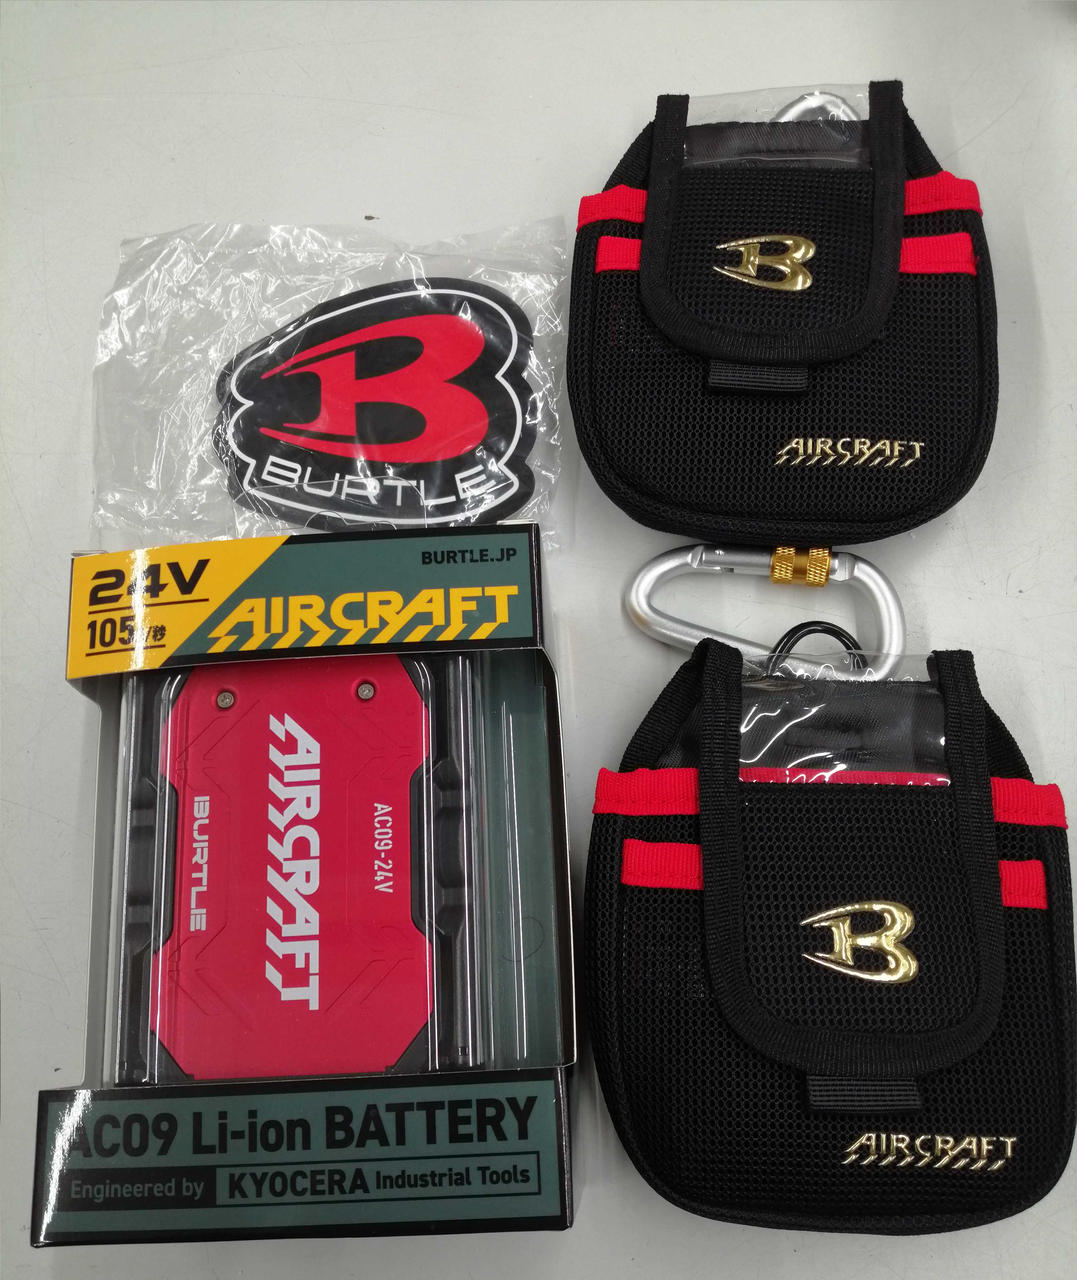 BURTLE
24V
105
/秒
BURTLE.JP
AIRCRAFT
AIRCRAFT
BURTLE
AC09-24V
AC09 Li-ion BATTERY
Engineered by KYOCERA Industrial Tools
B
AIRCRAFT
B
AIRCRAFT